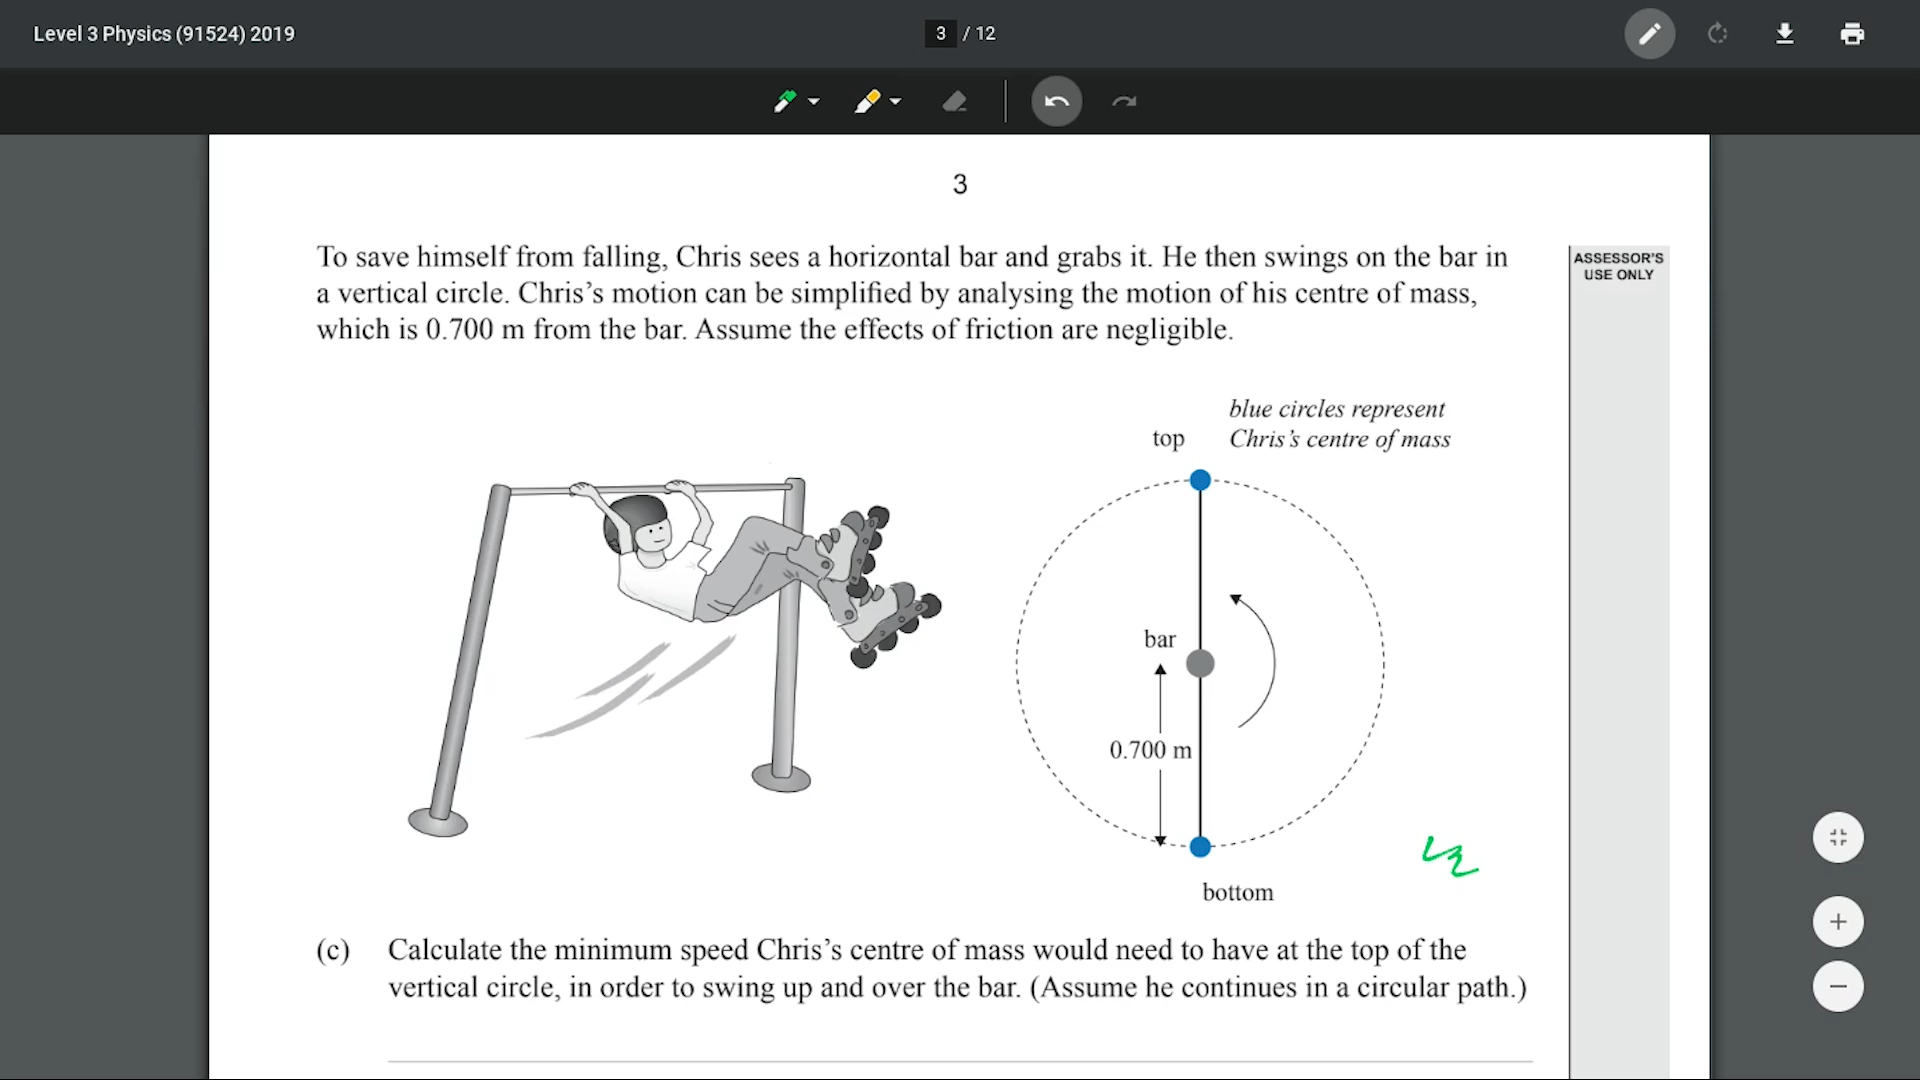 Level 3 Physics (91524) 2019
3 / 12
3
To save himself from falling, Chris sees a horizontal bar and grabs it. He then swings on the bar in
a vertical circle. Chris’s motion can be simplified by analysing the motion of his centre of mass,
which is 0.700 m from the bar. Assume the effects of friction are negligible.
ASSESSOR’S
USE ONLY
blue circles represent
Chris’s centre of mass
top
bar
0.700 m
bottom
(c) Calculate the minimum speed Chris’s centre of mass would need to have at the top of the
vertical circle, in order to swing up and over the bar. (Assume he continues in a circular path.)